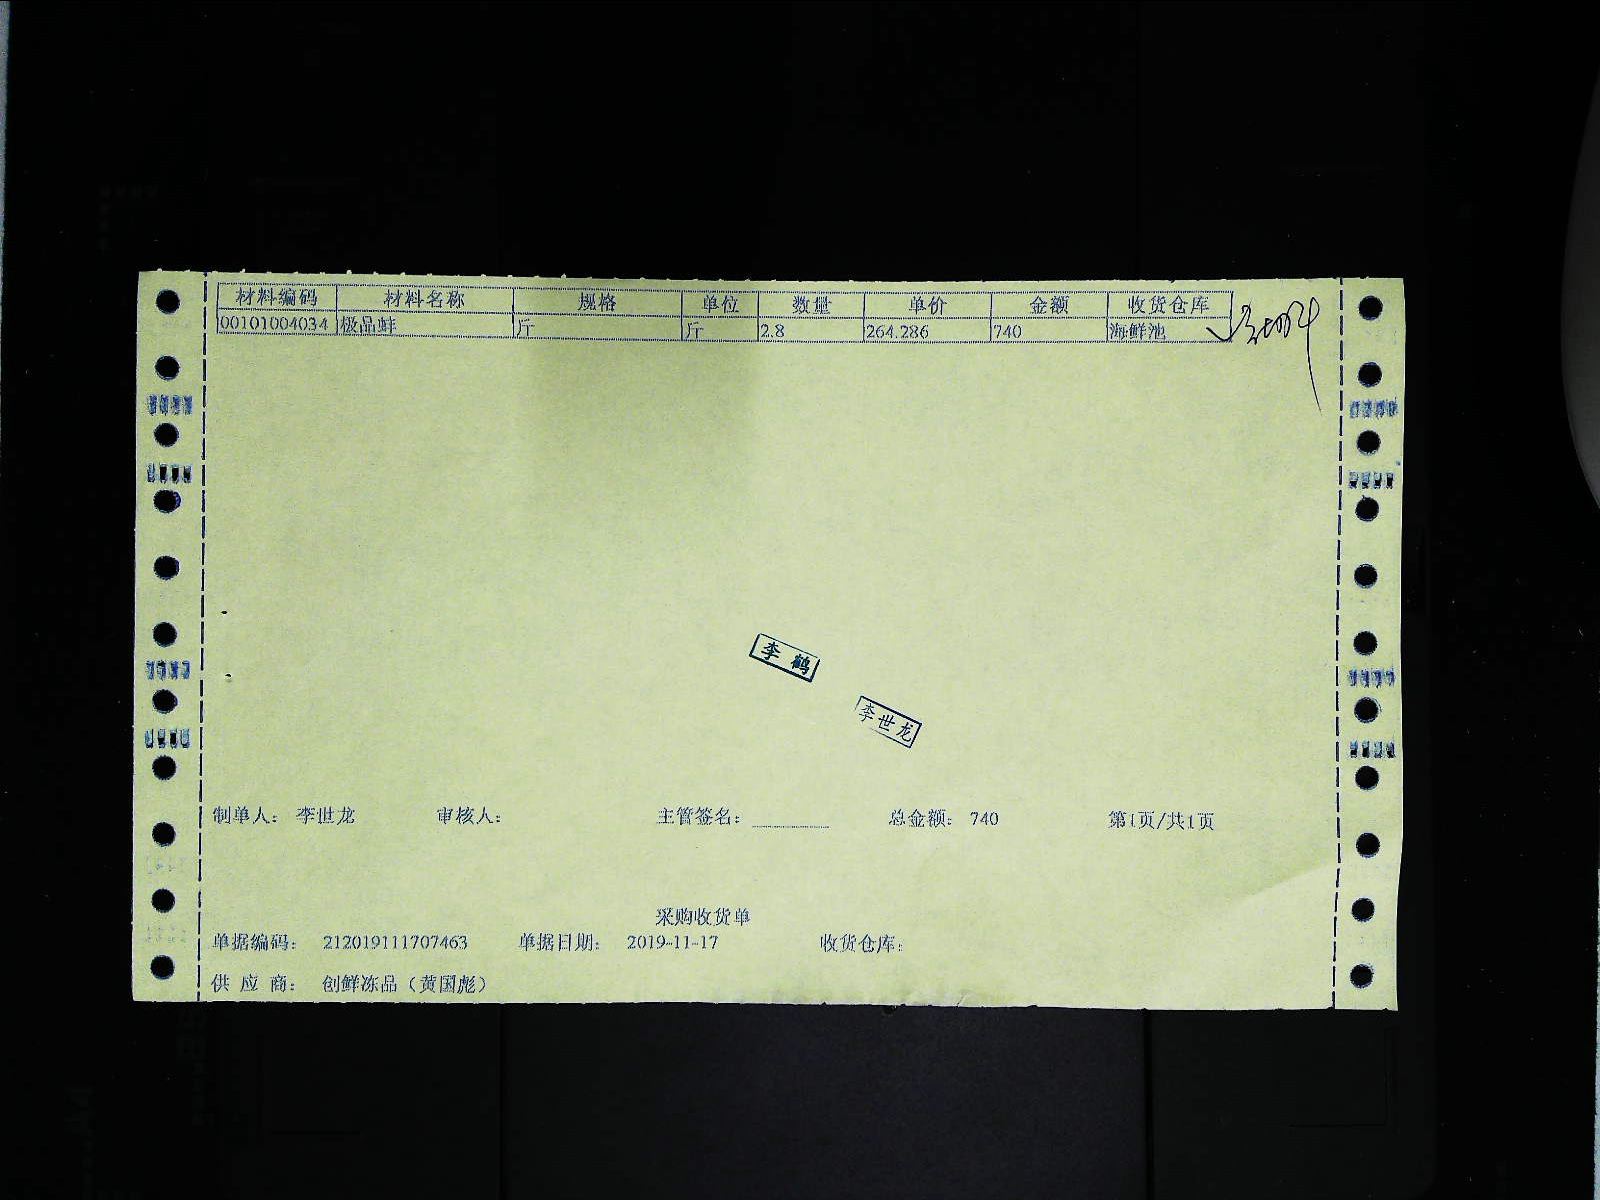 材料编码 材料名称 规格 单位 数量 单价 金额 收货仓库
00101004034 极品蚌 斤 斤 2.8 264.286 740 海鲜池
李鹤
李世龙
制单人: 李世龙 审核人: 主管签名: 总金额: 740 第1页/共1页
采购收货单
单据编码: 212019111707463 单据日期: 2019-11-17 收货仓库:
供应商: 创鲜冻品（黄国彪）